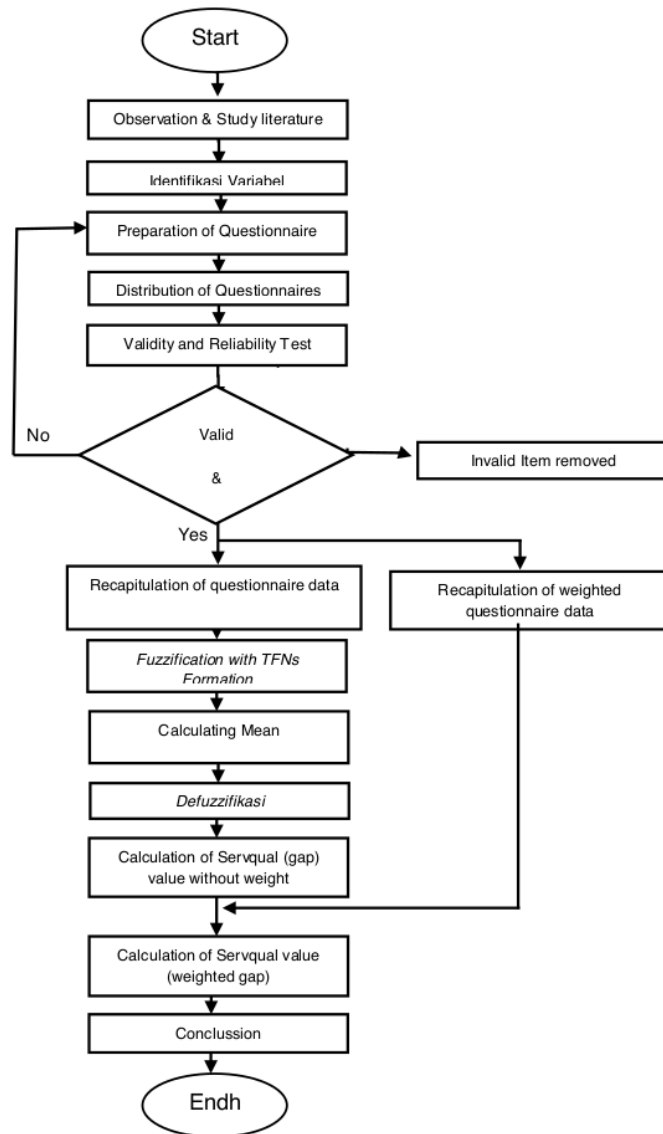 Start
Observation & Study literature
Identifikasi Variabel
Preparation of Questionnaire
Distribution of Questionnaires
Validity and Reliability Test
No
Valid
&
Invalid Item removed
Yes
Recapitulation of questionnaire data
Recapitulation of weighted
questionnaire data
Fuzzification with TFNs
Formation
Calculating Mean
Defuzzifikasi
Calculation of Servqual (gap)
value without weight
Calculation of Servqual value
(weighted gap)
Conclussion
Endh